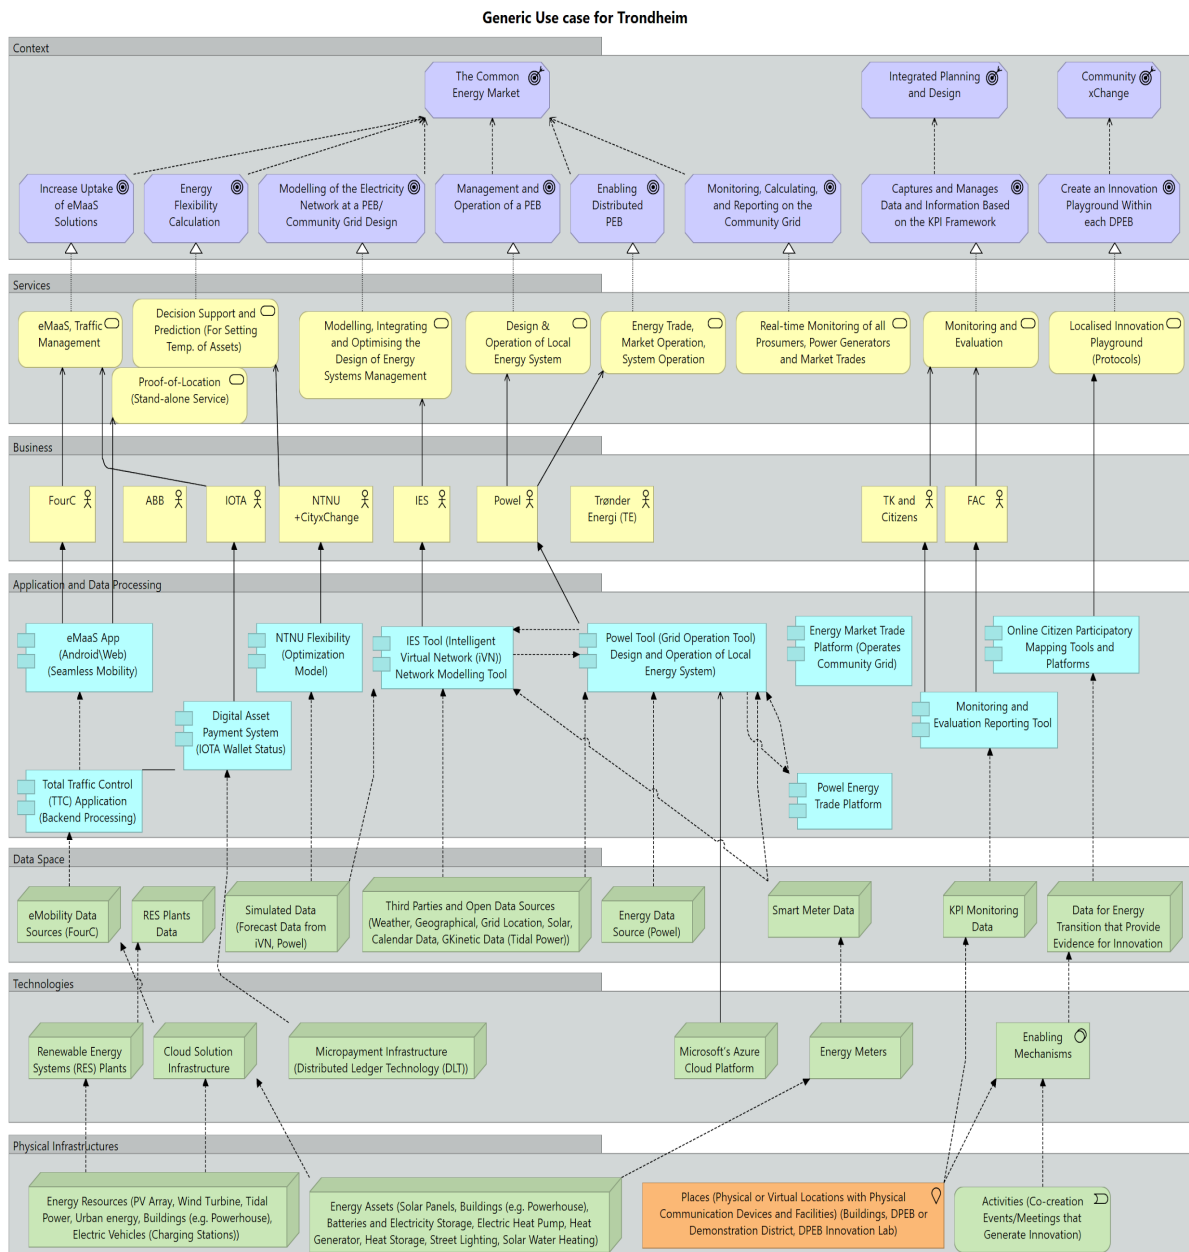 Generic Use case for Trondheim
Context
The Common
Energy Market
Integrated Planning
and Design
Community
xChange
Increase Uptake
of eMaaS
Solutions
Energy
Flexibility
Calculation
Modelling of the Electricity
Network at a PEB/
Community Grid Design
Management and
Operation of a PEB
Enabling
Distributed
PEB
Monitoring, Calculating,
and Reporting on the
Community Grid
Captures and Manages
Data and Information Based
on the KPI Framework
Create an Innovation
Playground Within
each DPEB
Services
eMaaS, Traffic
Management
Decision Support and
Prediction (For Setting
Temp. of Assets)
Proof-of-Location
(Stand-alone Service)
Modelling, Integrating
and Optimising the
Design of Energy
Systems Management
Design &
Operation of Local
Energy System
Energy Trade,
Market Operation,
System Operation
Real-time Monitoring of all
Prosumers, Power Generators
and Market Trades
Monitoring and
Evaluation
Localised Innovation
Playground
(Protocols)
Business
FourC
ABB
IOTA
NTNU
+CityxChange
IES
Powel
Trønder
Energi (TE)
TK and
Citizens
FAC
Application and Data Processing
eMaaS App
(Android\Web)
(Seamless Mobility)
NTNU Flexibility
(Optimization
Model)
IES Tool (Intelligent
Virtual Network (iVN))
Network Modelling Tool
Powel Tool (Grid Operation Tool)
Design and Operation of Local
Energy System)
Energy Market Trade
Platform (Operates
Community Grid)
Online Citizen Participatory
Mapping Tools and
Platforms
Digital Asset
Payment System
(IOTA Wallet Status)
Monitoring and
Evaluation Reporting Tool
Total Traffic Control
(TTC) Application
(Backend Processing)
Powel Energy
Trade Platform
Data Space
eMobility Data
Sources (FourC)
RES Plants
Data
Simulated Data
(Forecast Data from
iVN, Powel)
Third Parties and Open Data Sources
(Weather, Geographical, Grid Location, Solar,
Calendar Data, GKinetic Data (Tidal Power))
Energy Data
Source (Powel)
Smart Meter Data
KPI Monitoring
Data
Data for Energy
Transition that Provide
Evidence for Innovation
Technologies
Renewable Energy
Systems (RES) Plants
Cloud Solution
Infrastructure
Micropayment Infrastructure
(Distributed Ledger Technology (DLT))
Microsoft's Azure
Cloud Platform
Energy Meters
Enabling
Mechanisms
Physical Infrastructures
Energy Resources (PV Array, Wind Turbine, Tidal
Power, Urban energy, Buildings (e.g. Powerhouse),
Electric Vehicles (Charging Stations))
Energy Assets (Solar Panels, Buildings (e.g. Powerhouse),
Batteries and Electricity Storage, Electric Heat Pump, Heat
Generator, Heat Storage, Street Lighting, Solar Water Heating)
Places (Physical or Virtual Locations with Physical
Communication Devices and Facilities) (Buildings, DPEB or
Demonstration District, DPEB Innovation Lab)
Activities (Co-creation
Events/Meetings that
Generate Innovation)